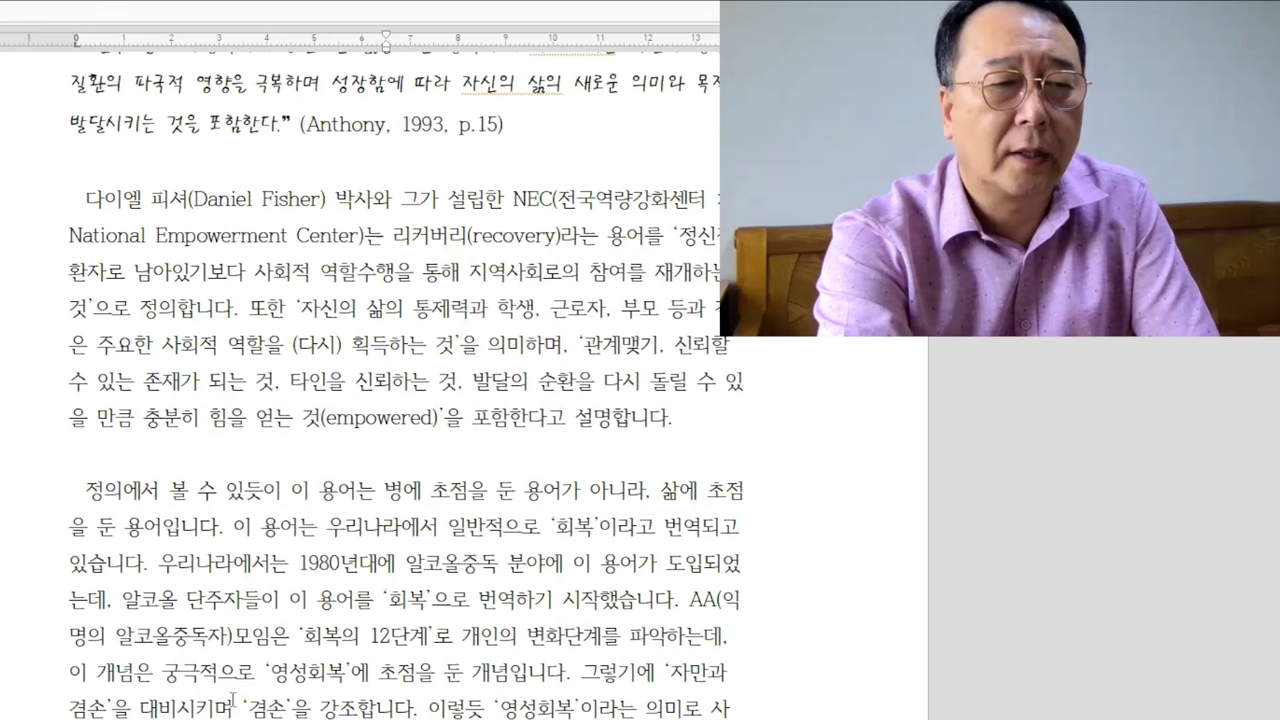 1 1 2 3 4 5 6 7 8 9 10 11 12 13
질환의 파국적 영향을 극복하며 성장함에 따라 자신의 삶의 새로운 의미와
발달시키는 것을 포함한다.” (Anthony, 1993, p.15)
다이엘 피셔(Daniel Fisher) 박사와 그가 설립한 NEC(전국역량강화센터
National Empowerment Center)는 리커버리(recovery)라는 용어를
환자로 남아있기보다 사회적 역할수행을 통해 지역사회로의 참여를 재개하는
것’으로 정의합니다. 또한 ‘자신의 삶의 통제력과 학생, 근로자, 부모 등과
은 주요한 사회적 역할을 (다시) 획득하는 것’을 의미하며, ‘관계맺기, 신뢰할
수 있는 존재가 되는 것, 타인을 신뢰하는 것, 발달의 순환을 다시 돌릴 수 있
을 만큼 충분히 힘을 얻는 것(empowered)’을 포함한다고 설명합니다.
정의에서 볼 수 있듯이 이 용어는 병에 초점을 둔 용어가 아니라, 삶에 초점
을 둔 용어입니다. 이 용어는 우리나라에서 일반적으로 ‘회복’이라고 번역되고
있습니다. 우리나라에서는 1980년대에 알코올중독 분야에 이 용어가 도입되었
는데, 알코올 단주자들이 이 용어를 ‘회복’으로 번역하기 시작했습니다. AA(익
명의 알코올중독자)모임은 ‘회복의 12단계’로 개인의 변화단계를 파악하는데,
이 개념은 궁극적으로 ‘영성회복’에 초점을 둔 개념입니다. 그렇기에 ‘자만과
겸손’을 대비시키며 ‘겸손’을 강조합니다. 이렇듯 ‘영성회복’이라는 의미로 사